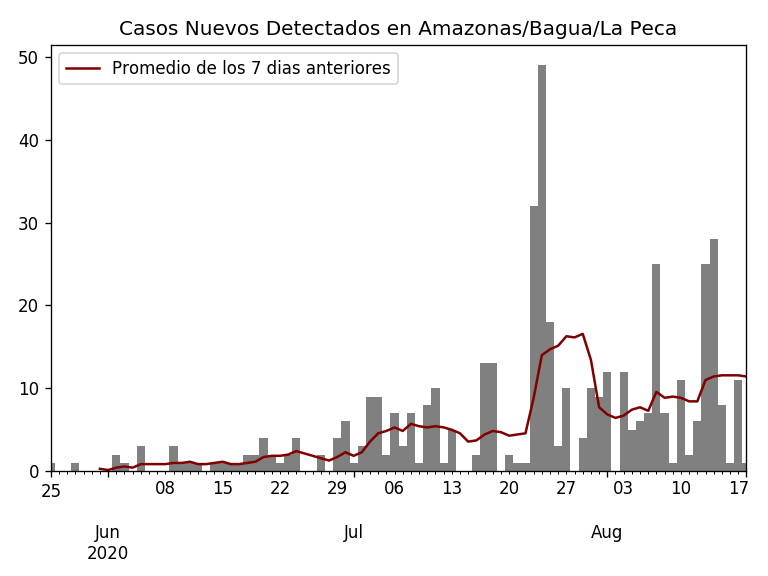 Casos Nuevos Detectados en Amazonas/Bagua/La Peca
Promedio de los 7 dias anteriores
50
40
30
20
10
0
25 08 15 22 29 06 13 20 27 03 10 17
Jun Jul Aug
2020